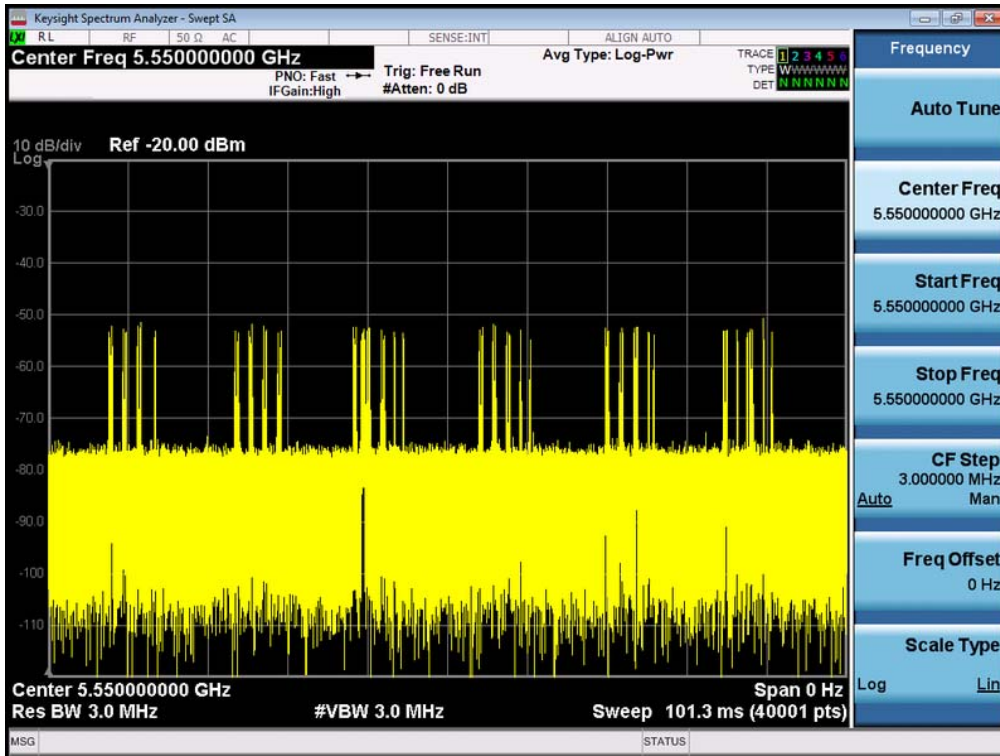 Keysight Spectrum Analyzer - Swept SA
LXI RL RF 50 Ω AC SENSE:INT ALIGN AUTO
Center Freq 5.550000000 GHz
PNO: Fast
IFGain:High
Trig: Free Run
#Atten: 0 dB
Avg Type: Log-Pwr
TRACE 1 2 3 4 5 6
TYPE WWWWWW
DET N N N N N N
10 dB/div Ref -20.00 dBm
Log
-30.0
-40.0
-50.0
-60.0
-70.0
-80.0
-90.0
-100
-110
Center 5.550000000 GHz Span 0 Hz
Res BW 3.0 MHz #VBW 3.0 MHz Sweep 101.3 ms (40001 pts)
MSG STATUS
Frequency
Auto Tune
Center Freq
5.550000000 GHz
Start Freq
5.550000000 GHz
Stop Freq
5.550000000 GHz
CF Step
3.000000 MHz
Auto Man
Freq Offset
0 Hz
Scale Type
Log Lin